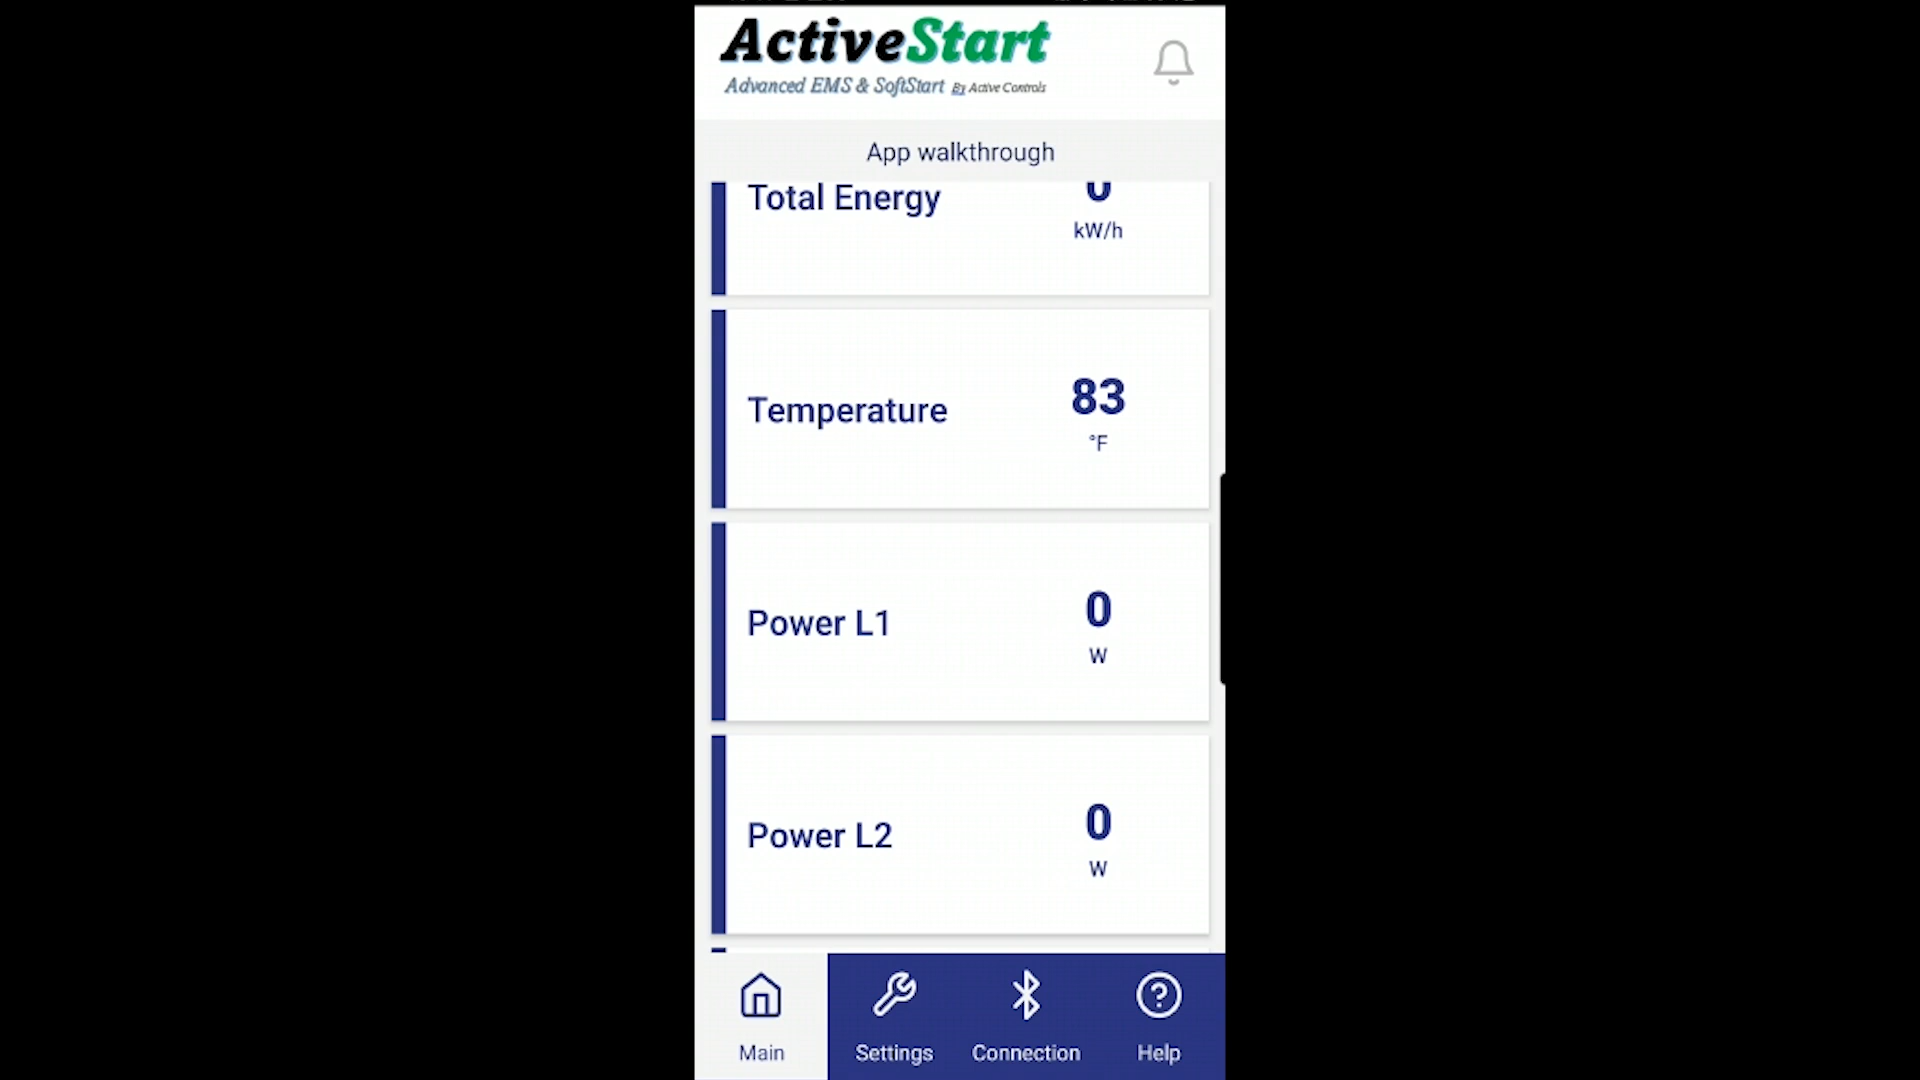 ActiveStart
Advanced EMS & SoftStart By Active Controls
App walkthrough
Total Energy
0
kW/h
Temperature
83
°F
Power L1
0
W
Power L2
0
W
Main
Settings
Connection
Help